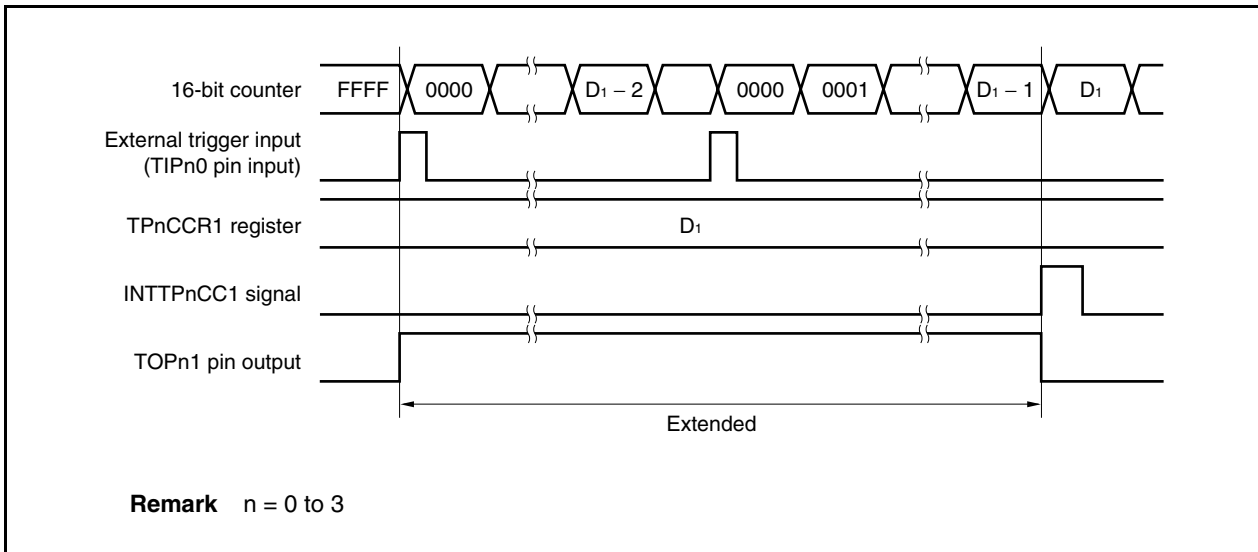 16-bit counter FFFF 0000 D₁ – 2 0000 0001 D₁ – 1 D₁
External trigger input
(TIPn0 pin input)
TPnCCR1 register D₁
INTTPnCC1 signal
TOPn1 pin output
Extended
Remark n = 0 to 3